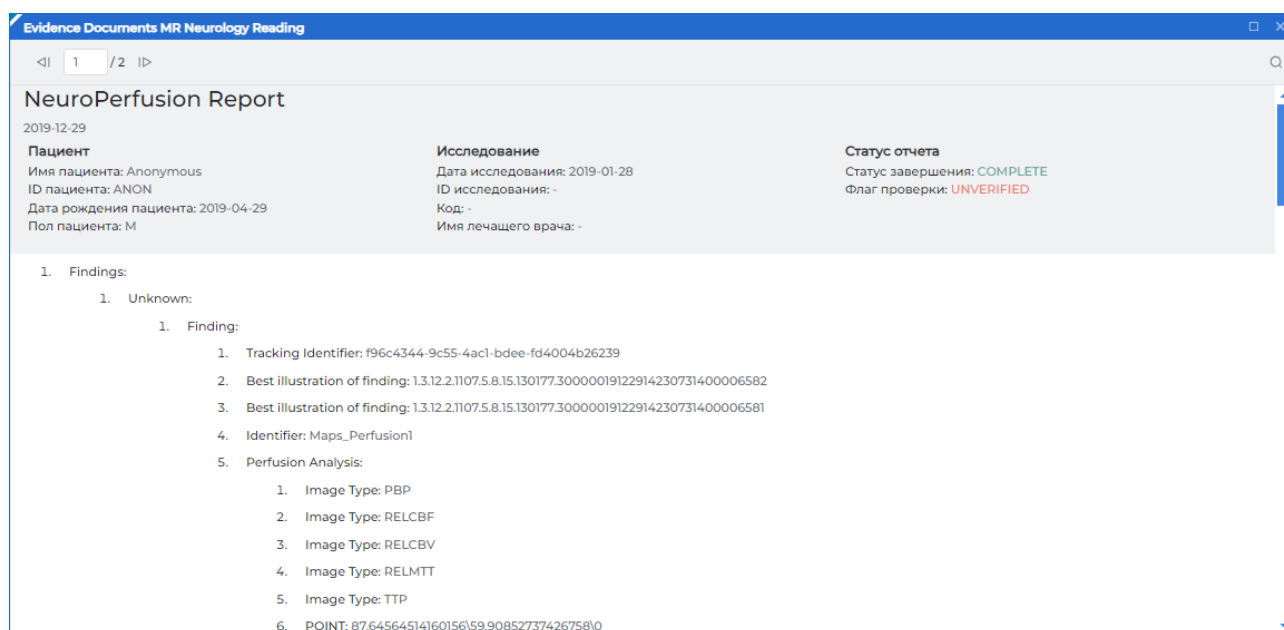 Evidence Documents MR Neurology Reading
1 / 2
NeuroPerfusion Report
2019-12-29
Пациент
Имя пациента: Anonymous
ID пациента: ANON
Дата рождения пациента: 2019-04-29
Пол пациента: M
Исследование
Дата исследования: 2019-01-28
ID исследования: -
Код: -
Имя лечащего врача: -
Статус отчета
Статус завершения: COMPLETE
Флаг проверки: UNVERIFIED
1. Findings:
1. Unknown:
1. Finding:
1. Tracking Identifier: f96c4344-9c55-4ac1-bdee-fd4004b26239
2. Best illustration of finding: 1.3.12.2.1107.5.8.15.130177.30000019122914230731400006582
3. Best illustration of finding: 1.3.12.2.1107.5.8.15.130177.30000019122914230731400006581
4. Identifier: Maps_Perfusion1
5. Perfusion Analysis:
1. Image Type: PBP
2. Image Type: RELCBF
3. Image Type: RELCBV
4. Image Type: RELMTT
5. Image Type: TTP
6. POINT: 87.64564514160156\59.90852737426758\0